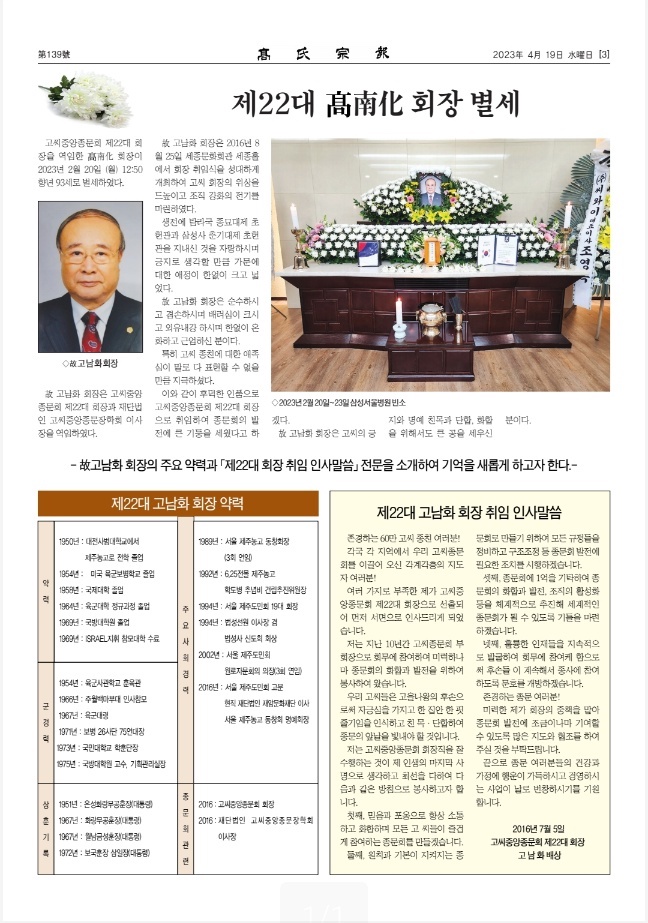 第139號
髙氏宗報
2023年 4月 19日 水曜日 [3]
제22대 髙南化 회장 별세
고씨중앙종문회 제22대 회
장을 역임한 髙南化 회장이
2023년 2월 20일 (월) 12:50
향년 93세로 별세하였다.
◇故고남화회장
故 고남화 회장은 고씨중앙
종문회 제22대 회장과 재단법
인 고씨중앙종문장학회 이사
장을 역임하였다.
故 고남화 회장은 2016년 8
월 25일 세종문화회관 세종홀
에서 회장 취임식을 성대하게
개최하여 고씨 회장의 위상을
드높이고 조직 강화의 전기를
마련하였다.
생전에 탐라국 종묘대제 초
헌관과 삼성사 춘기대제 초헌
관을 지내신 것을 자랑하시며
긍지로 생각할 만큼 가문에
대한 애정이 한없이 크고 넓
었다.
故 고남화 회장은 순수하시
고 겸손하시며 배려심이 크시
고 외유내강 하시며 한없이 온
화하고 근엄하신 분이다.
특히 고씨 종친에 대한 애족
심이 말로 다 표현할 수 없을
만큼 지극하셨다.
이와 같이 후덕한 인품으로
고씨중앙종문회 제22대 회장
으로 취임하여 종문회의 발
전에 큰 기둥을 세웠다고 하
씨와이
대표이사
조영
◇2023년 2월 20일~23일 삼성서울병원 빈소
겠다.
故 고남화 회장은 고씨의 긍
지와 명예 친목과 단합, 화합
을 위해서도 큰 공을 세우신
분이다.
- 故고남화 회장의 주요 약력과 「제22대 회장 취임 인사말씀」 전문을 소개하여 기억을 새롭게 하고자 한다.-
제22대 고남화 회장 약력
약력
1950년 : 대전사범대학교에서
제주농고로 전학 졸업
1954년 : 미국 육군보병학교 졸업
1958년 : 국제대학 졸업
1964년 : 육군대학 정규과정 졸업
1969년 : 국방대학원 졸업
1969년 : ISRAEL지휘 참모대학 수료
군경력
1954년 : 육군사관학교 훈육관
1966년 : 주월백마부대 인사참모
1967년 : 육군대령
1971년 : 보병 26사단 75연대장
1973년 : 국민대학교 학훈단장
1975년 : 국방대학원 교수, 기획관리실장
상훈기록
1951년 : 은성화랑무공훈장(대통령)
1967년 : 화랑무공훈장(대통령)
1967년 : 월남금성훈장(대통령)
1972년 : 보국훈장 삼일장(대통령)
주요사회경력
1989년 : 서울 제주농고 동창회장
(3회 연임)
1992년 : 6.25전몰 제주농고
학도병 추념비 건립추진위원장
1994년 : 서울 제주도민회 19대 회장
1994년 : 법성선원 이사장 겸
법성사 신도회 회장
2002년 : 서울 제주도민회
원로자문회의 의장(3회 연임)
2016년 : 서울 제주도민회 고문
현직 재단법인 새암문화재단 이사
서울 제주농고 동창회 명예회장
종문회관련
2016 : 고씨중앙종문회 회장
2016 : 재단법인 고씨중앙종문장학회
이사장
제22대 고남화 회장 취임 인사말씀
존경하는 60만 고씨 종친 여러분!
각국 각 지역에서 우리 고씨종문
회를 이끌어 오신 각계각층의 지도
자 여러분!
여러 가지로 부족한 제가 고씨중
앙종문회 제22대 회장으로 선출되
어 먼저 서면으로 인사드리게 되었
습니다.
저는 지난 10년간 고씨종문회 부
회장으로 회무에 참여하여 미력하나
나 종문회의 화합과 발전을 위하여
봉사하여 왔습니다.
우리 고씨들은 고을나왕의 후손으
로써 자긍심을 가지고 한 집안 한 핏
줄기임을 인식하고 친목·단합하여
종문의 앞날을 빛내야 할 것입니다.
저는 고씨중앙종문회 회장직을 잘
수행하는 것이 제 인생의 마지막 사
명으로 생각하고 최선을 다하여 다
음과 같은 방침으로 봉사하고자 합
니다.
첫째, 믿음과 포용으로 항상 소통
하고 화합하며 모든 고씨들이 즐겁
게 참여하는 종문회를 만들겠습니다.
둘째, 원칙과 기본이 지켜지는 종
문회로 만들기 위하여 모든 규정들을
정비하고 구조조정 등 종문회 발전에
필요한 조치를 시행하겠습니다.
셋째, 종문회에 1억을 기탁하여 종
문회의 화합과 발전, 조직의 활성화
등을 체계적으로 추진해 세계적인
종문회가 될 수 있도록 기틀을 마련
하겠습니다.
넷째, 훌륭한 인재들을 지속적으
로 발굴하여 회무에 참여케 함으로
써 후손들이 계속해서 종사에 참여
하도록 문호를 개방하겠습니다.
존경하는 종문 여러분!
미력한 제가 회장의 중책을 맡아
종문회 발전에 조금이나마 기여할
수 있도록 많은 지도와 협조를 하여
주실 것을 부탁드립니다.
끝으로 종문 여러분들의 건강과
가정에 행운이 가득하시고 경영하시
는 사업이 날로 번창하시기를 기원
합니다.
2016년 7월 5일
고씨중앙종문회 제22대 회장
고 남 화 배상
1/1